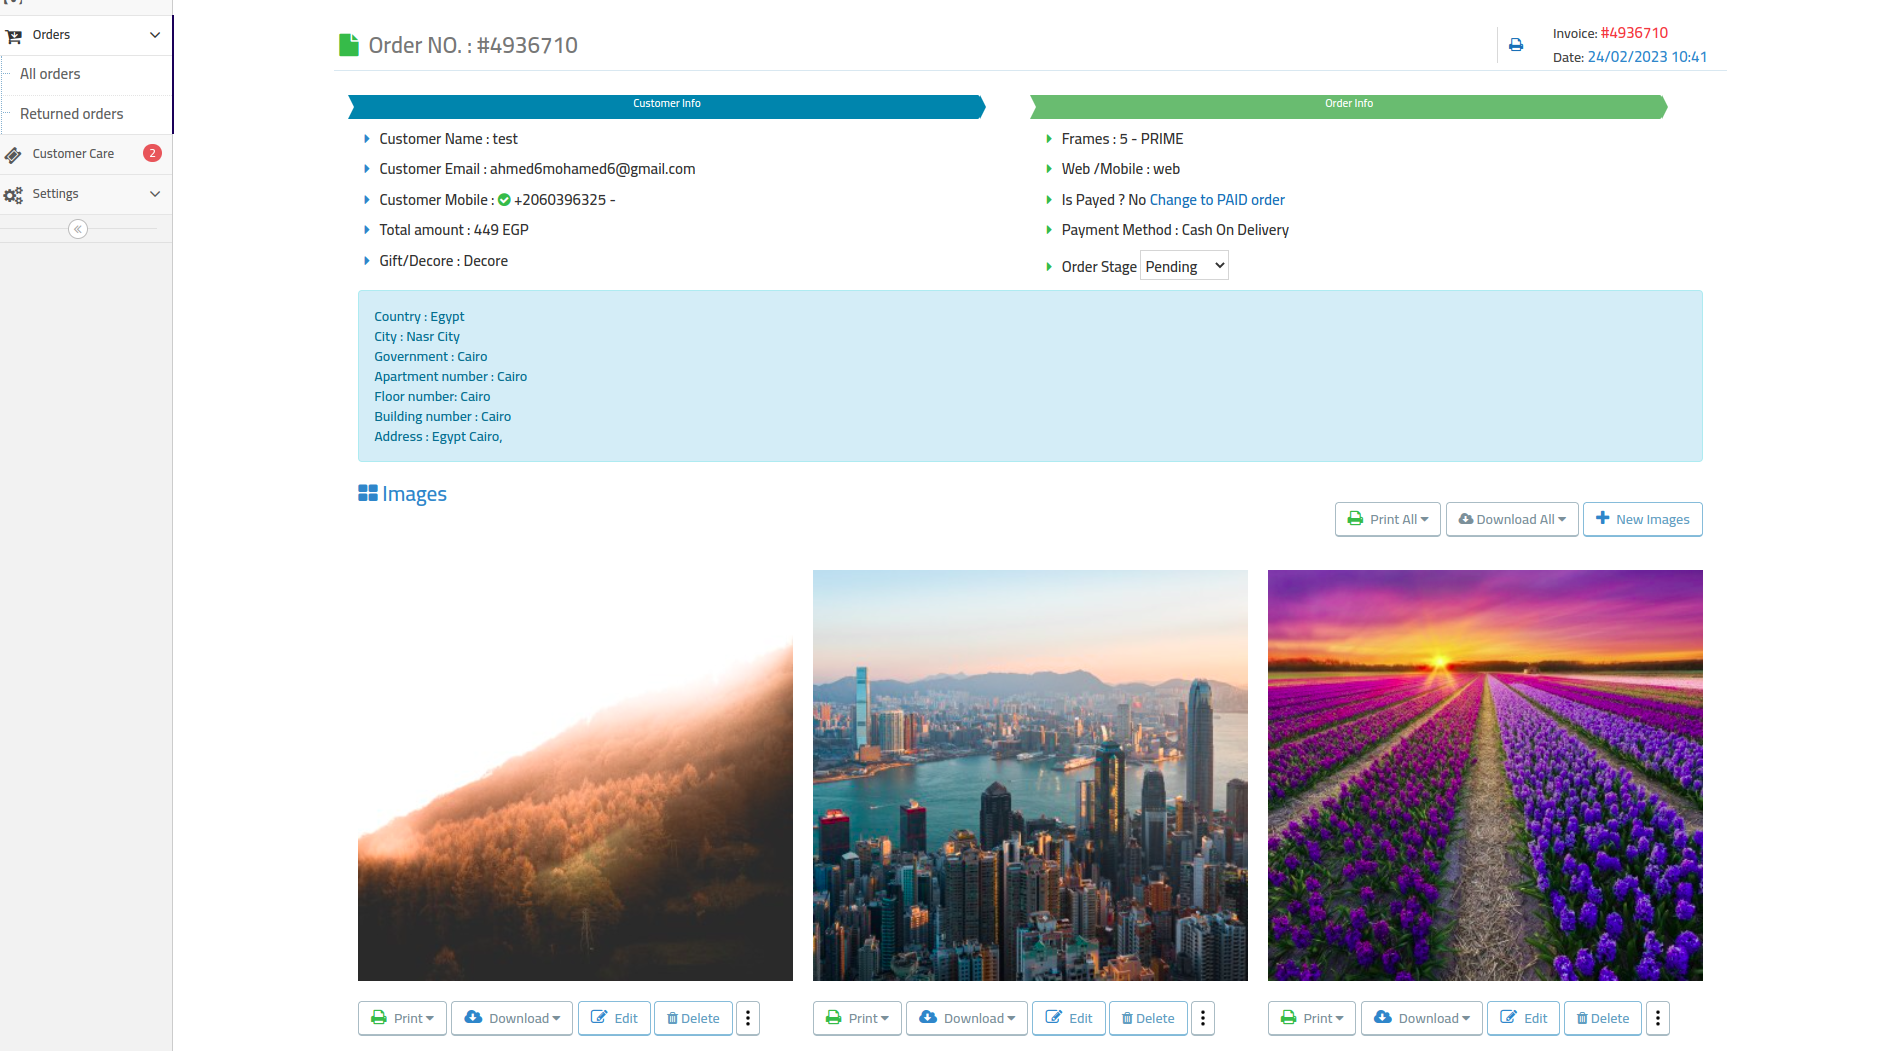 Orders
All orders
Returned orders
Customer Care 2
Settings
Order NO. : #4936710
Invoice: #4936710
Date: 24/02/2023 10:41
Customer Info
Customer Name : test
Customer Email : ahmed6mohamed6@gmail.com
Customer Mobile : +2060396325 -
Total amount : 449 EGP
Gift/Decore : Decore
Order Info
Frames : 5 - PRIME
Web /Mobile : web
Is Payed ? No Change to PAID order
Payment Method : Cash On Delivery
Order Stage Pending
Country : Egypt
City : Nasr City
Government : Cairo
Apartment number : Cairo
Floor number: Cairo
Building number : Cairo
Address : Egypt Cairo,
Images
Print All Download All New Images
Print Download Edit Delete Print Download Edit Delete Print Download Edit Delete